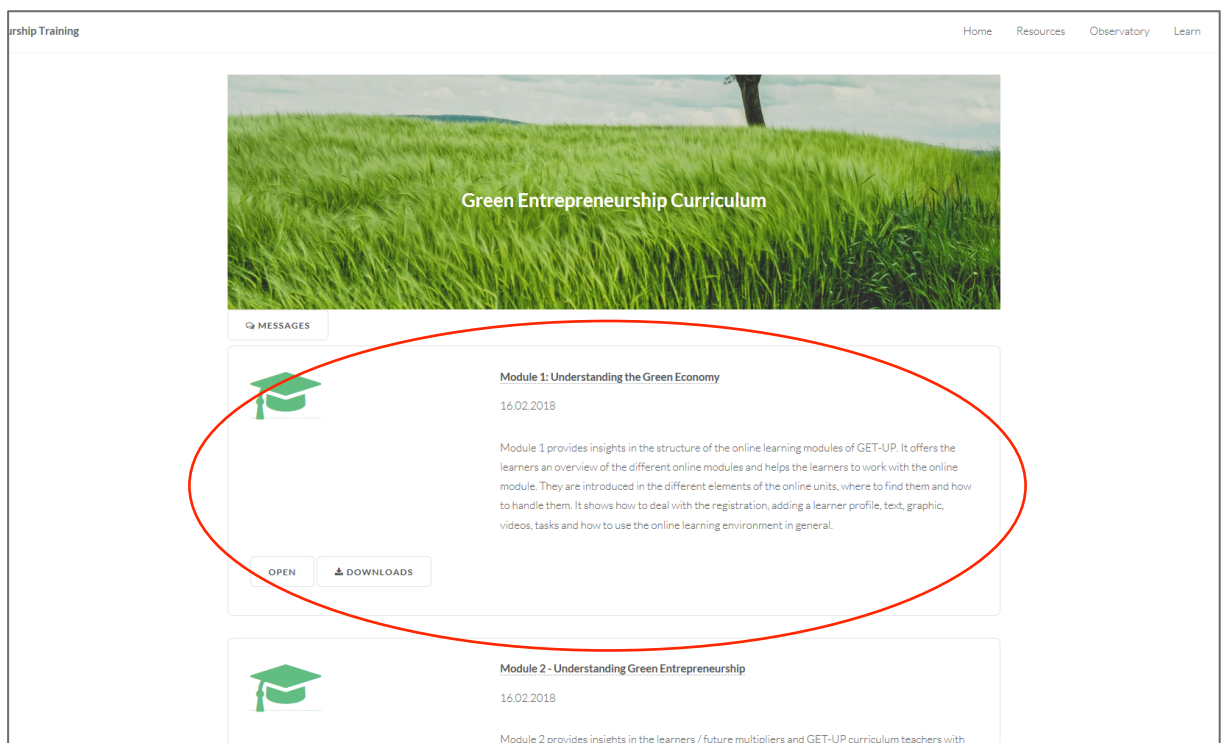 urship Training
Home Resources Observatory Learn
Green Entrepreneurship Curriculum
MESSAGES
Module 1: Understanding the Green Economy
16.02.2018
Module 1 provides insights in the structure of the online learning modules of GET-UP. It offers the
learners an overview of the different online modules and helps the learners to work with the online
module. They are introduced in the different elements of the online units, where to find them and how
to handle them. It shows how to deal with the registration, adding a learner profile, text, graphic,
videos, tasks and how to use the online learning environment in general.
OPEN DOWNLOADS
Module 2 - Understanding Green Entrepreneurship
16.02.2018
Module 2 provides insights in the learners / future multipliers and GET-UP curriculum teachers with